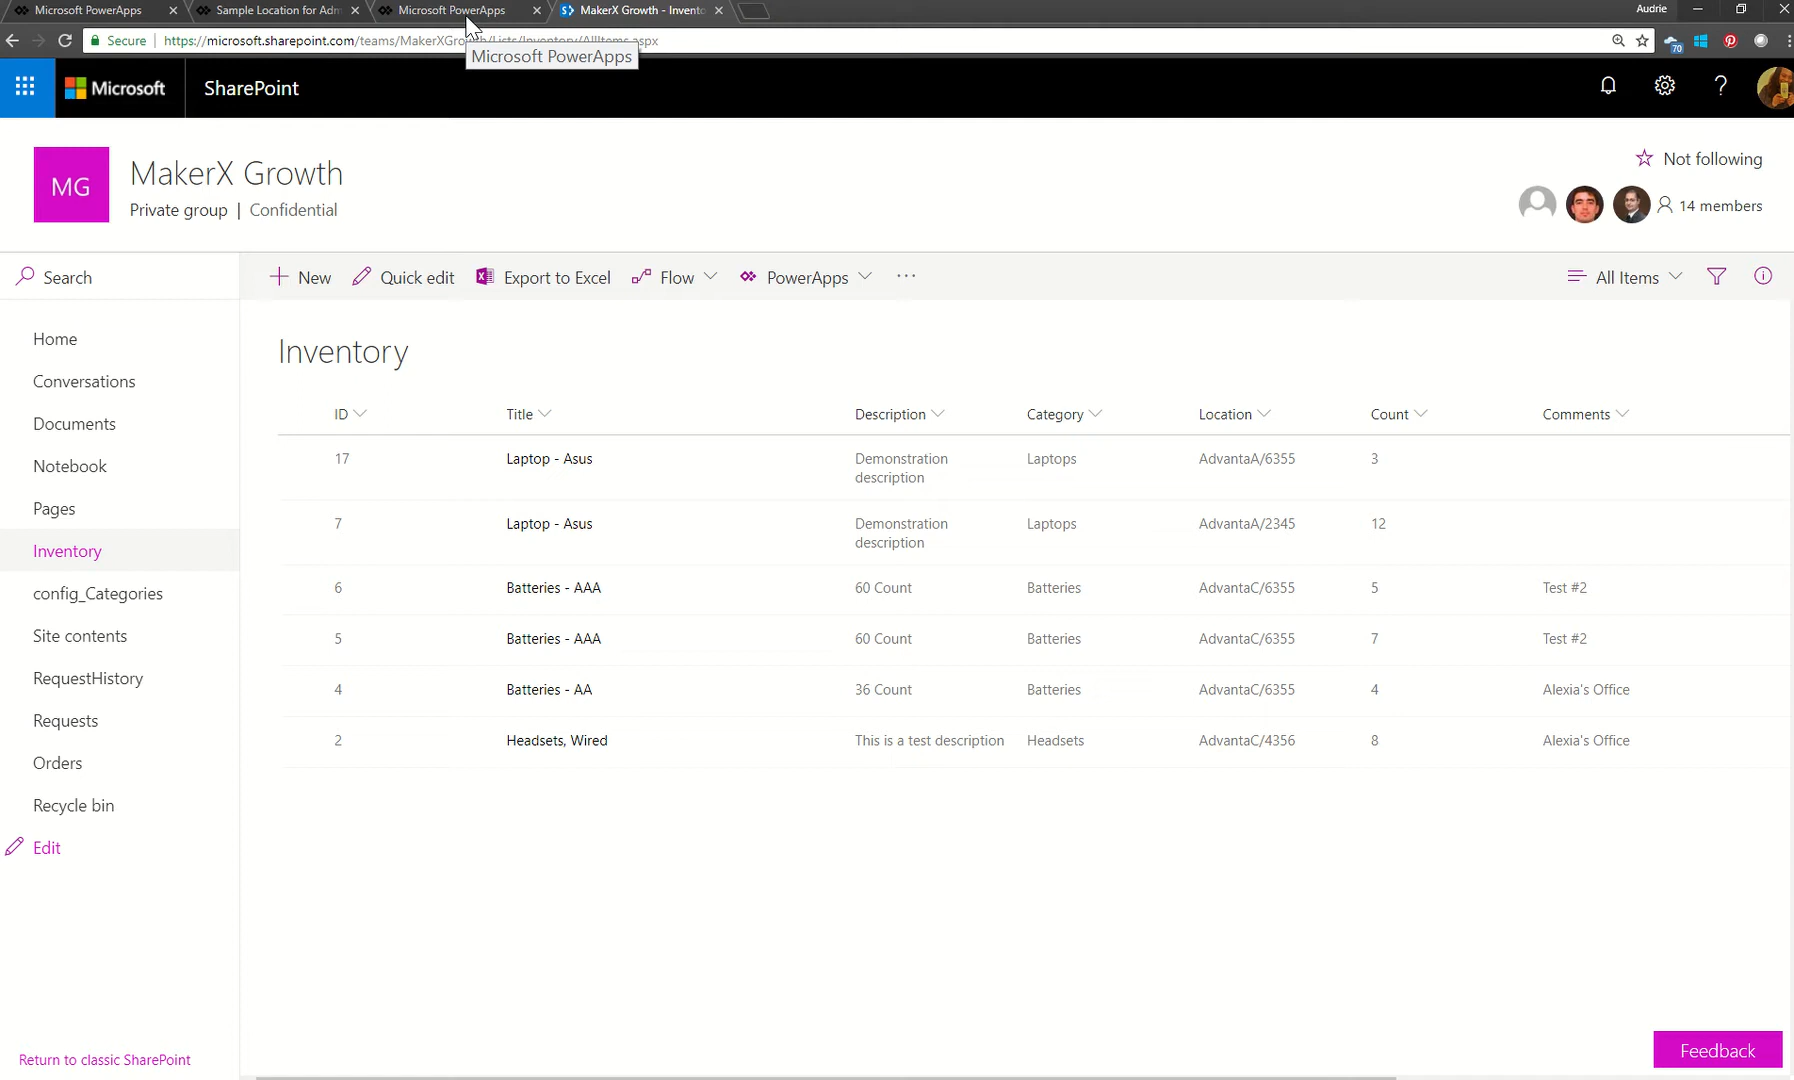 Microsoft PowerApps
Sample Location for Adm
Microsoft PowerApps
MakerX Growth - Invento
Audrie
Secure https://microsoft.sharepoint.com/teams/MakerXGrowth/Lists/Inventory/AllItems.aspx
70
Microsoft PowerApps
Microsoft SharePoint
MG
MakerX Growth
Private group | Confidential
Not following
14 members
Search
New
Quick edit
Export to Excel
Flow
PowerApps
All Items
Home
Conversations
Documents
Notebook
Pages
Inventory
config_Categories
Site contents
RequestHistory
Requests
Orders
Recycle bin
Edit
Return to classic SharePoint
Inventory
ID Title Description Category Location Count Comments
17 Laptop - Asus Demonstration description Laptops AdvantaA/6355 3
7 Laptop - Asus Demonstration description Laptops AdvantaA/2345 12
6 Batteries - AAA 60 Count Batteries AdvantaC/6355 5 Test #2
5 Batteries - AAA 60 Count Batteries AdvantaC/6355 7 Test #2
4 Batteries - AA 36 Count Batteries AdvantaC/6355 4 Alexia's Office
2 Headsets, Wired This is a test description Headsets AdvantaC/4356 8 Alexia's Office
Feedback